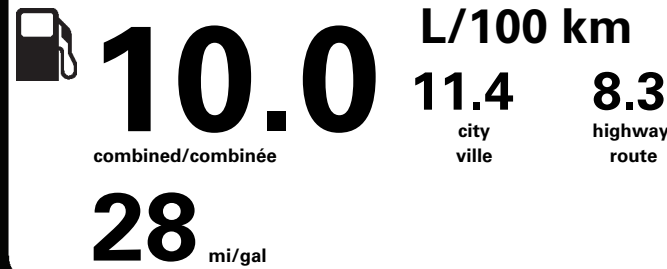 10.0
combined/combinée
L/100 km
11.4
city
ville
8.3
highway
route
28 mi/gal